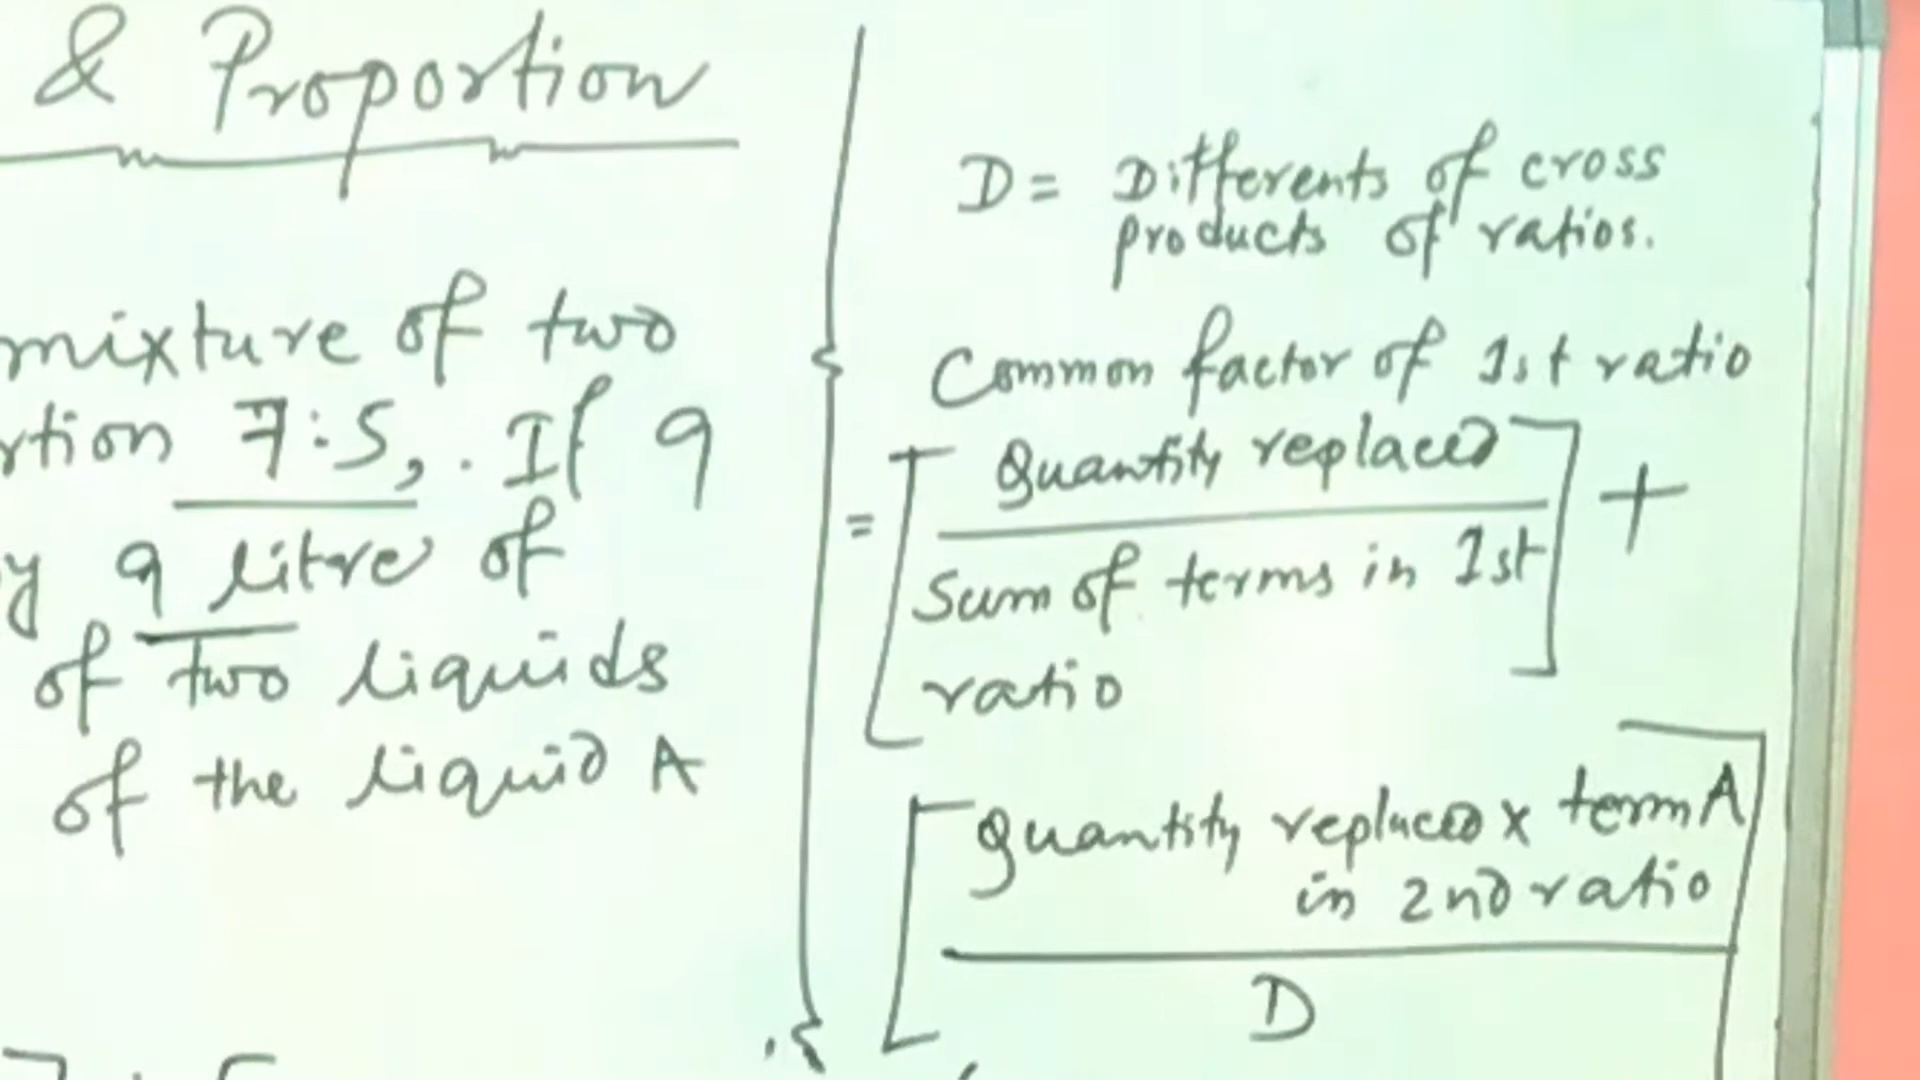 & Proportion
mixture of two
rtion 7:5, . If 9
y 9 litre of
of two liquids
of the liquid A
D = Differents of cross
products of ratios.
Common factor of 1st ratio
= [ Quantity replaced ] +
Sum of terms in 1st
ratio
[ quantity replaced x term A
in 2nd ratio
D